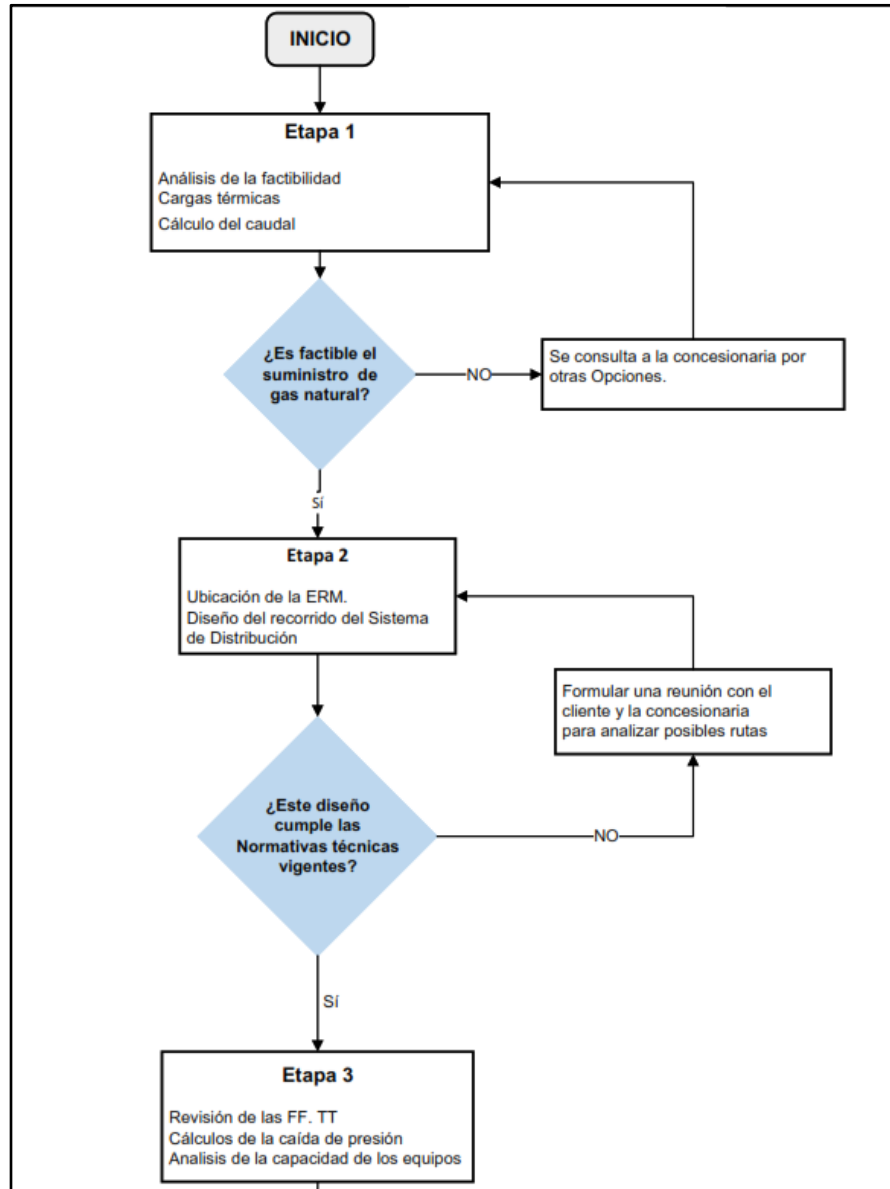 INICIO
Etapa 1
Análisis de la factibilidad
Cargas térmicas
Cálculo del caudal
¿Es factible el
suministro de
gas natural?
NO
Se consulta a la concesionaria por
otras Opciones.
Sí
Etapa 2
Ubicación de la ERM.
Diseño del recorrido del Sistema
de Distribución
Formular una reunión con el
cliente y la concesionaria
para analizar posibles rutas
¿Este diseño
cumple las
Normativas técnicas
vigentes?
NO
Sí
Etapa 3
Revisión de las FF. TT
Cálculos de la caída de presión
Analisis de la capacidad de los equipos